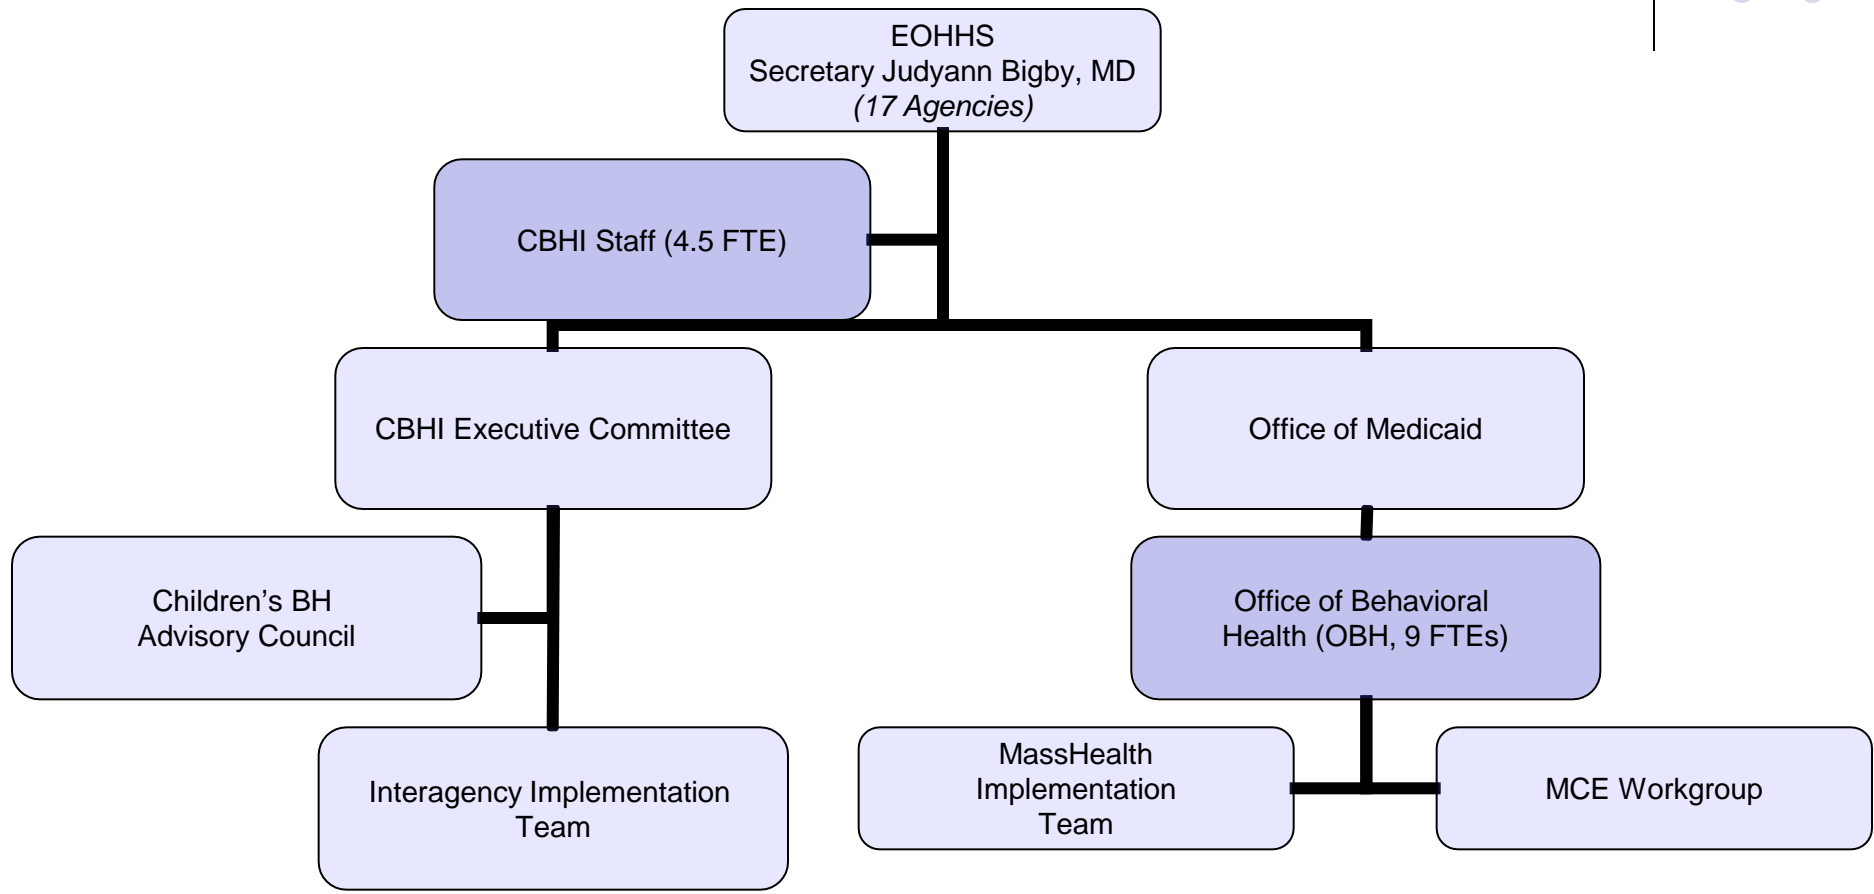 EOHHS
Secretary Judyann Bigby, MD
(17 Agencies)
CBHI Staff (4.5 FTE)
CBHI Executive Committee
Office of Medicaid
Children’s BH
Advisory Council
Office of Behavioral
Health (OBH, 9 FTEs)
Interagency Implementation
Team
MassHealth
Implementation
Team
MCE Workgroup